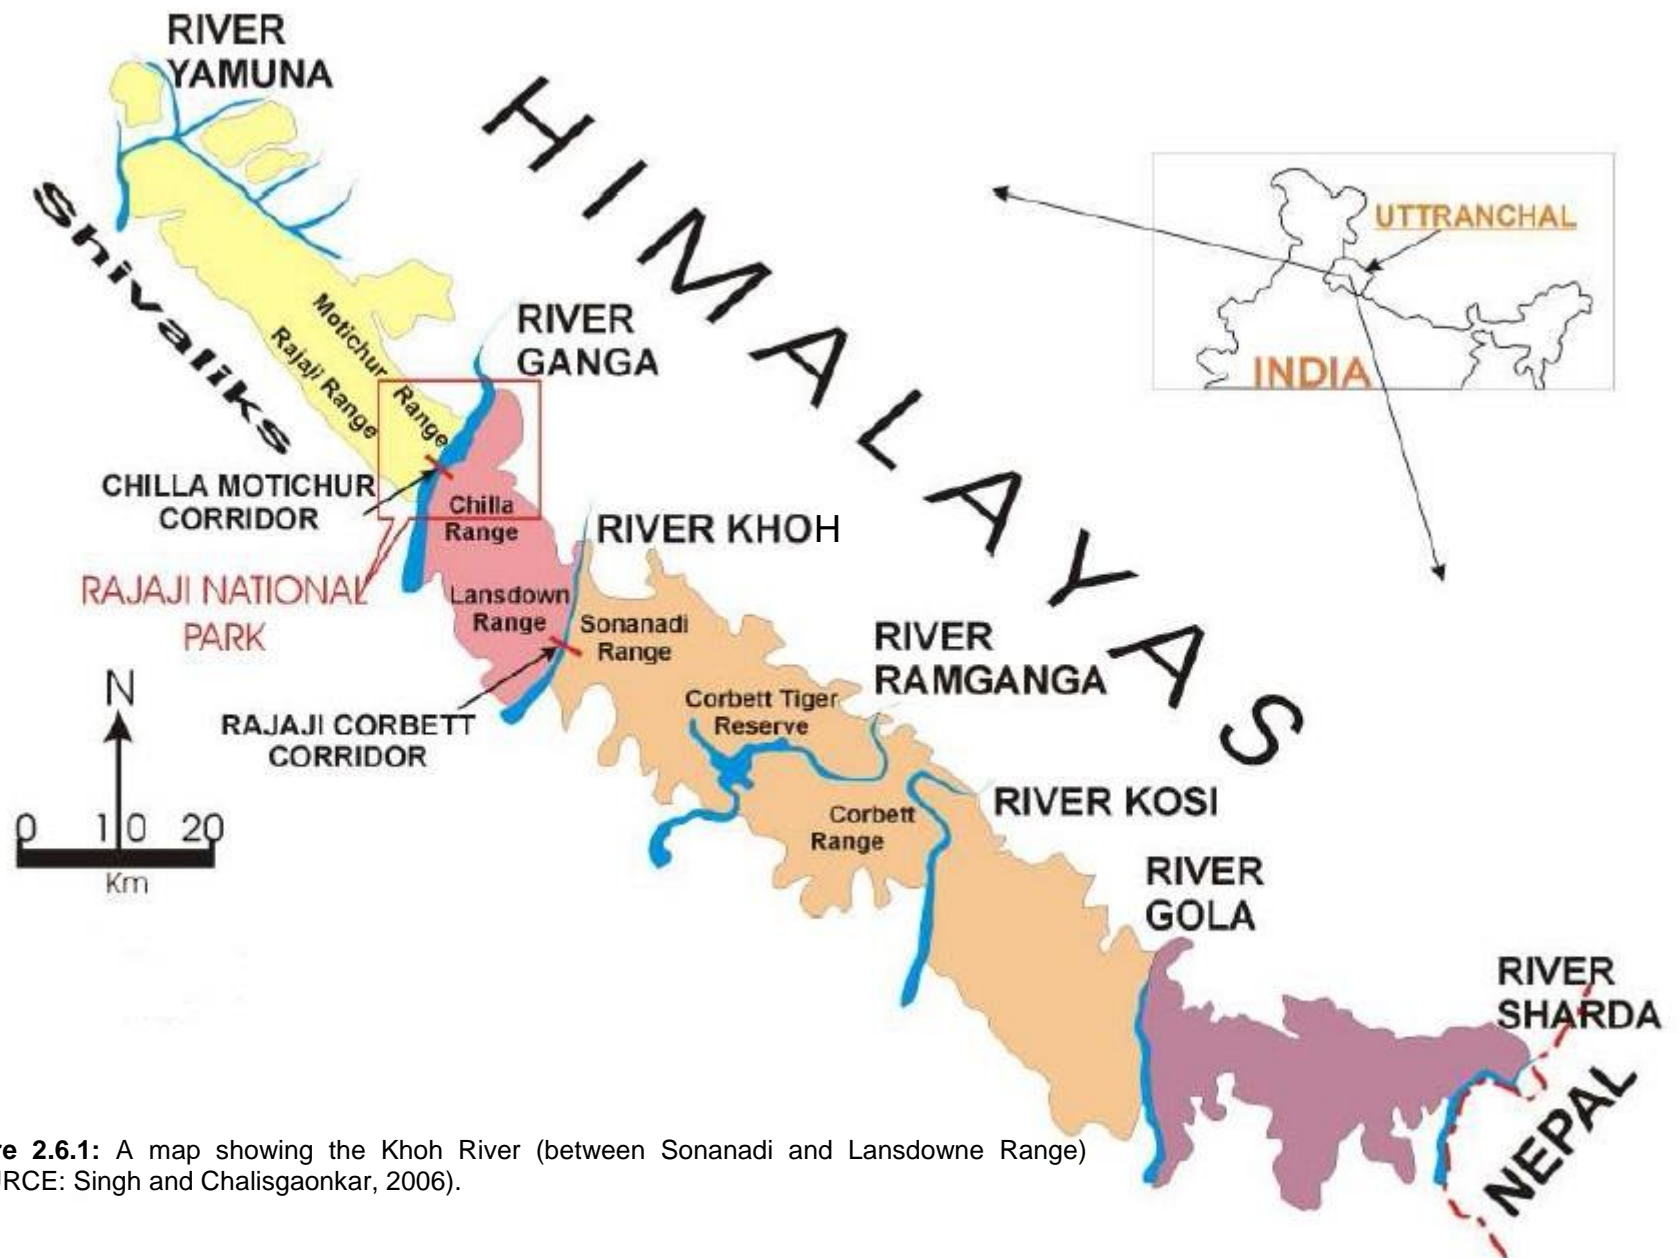 RIVER
YAMUNA
HIMALAYAS
Shivaliks
UTTRANCHAL
INDIA
Motichur Range
Rajaji Range
RIVER
GANGA
CHILLA MOTICHUR
CORRIDOR
Chilla
Range
RIVER KHOH
RAJAJI NATIONAL
PARK
Lansdown
Range
Sonanadi
Range
RIVER
RAMGANGA
N
Corbett Tiger
Reserve
RAJAJI CORBETT
CORRIDOR
0 10 20
Km
Corbett
Range
RIVER KOSI
RIVER
GOLA
RIVER
SHARDA
NEPAL
re 2.6.1: A map showing the Khoh River (between Sonanadi and Lansdowne Range)
RCE: Singh and Chalisgaonkar, 2006).